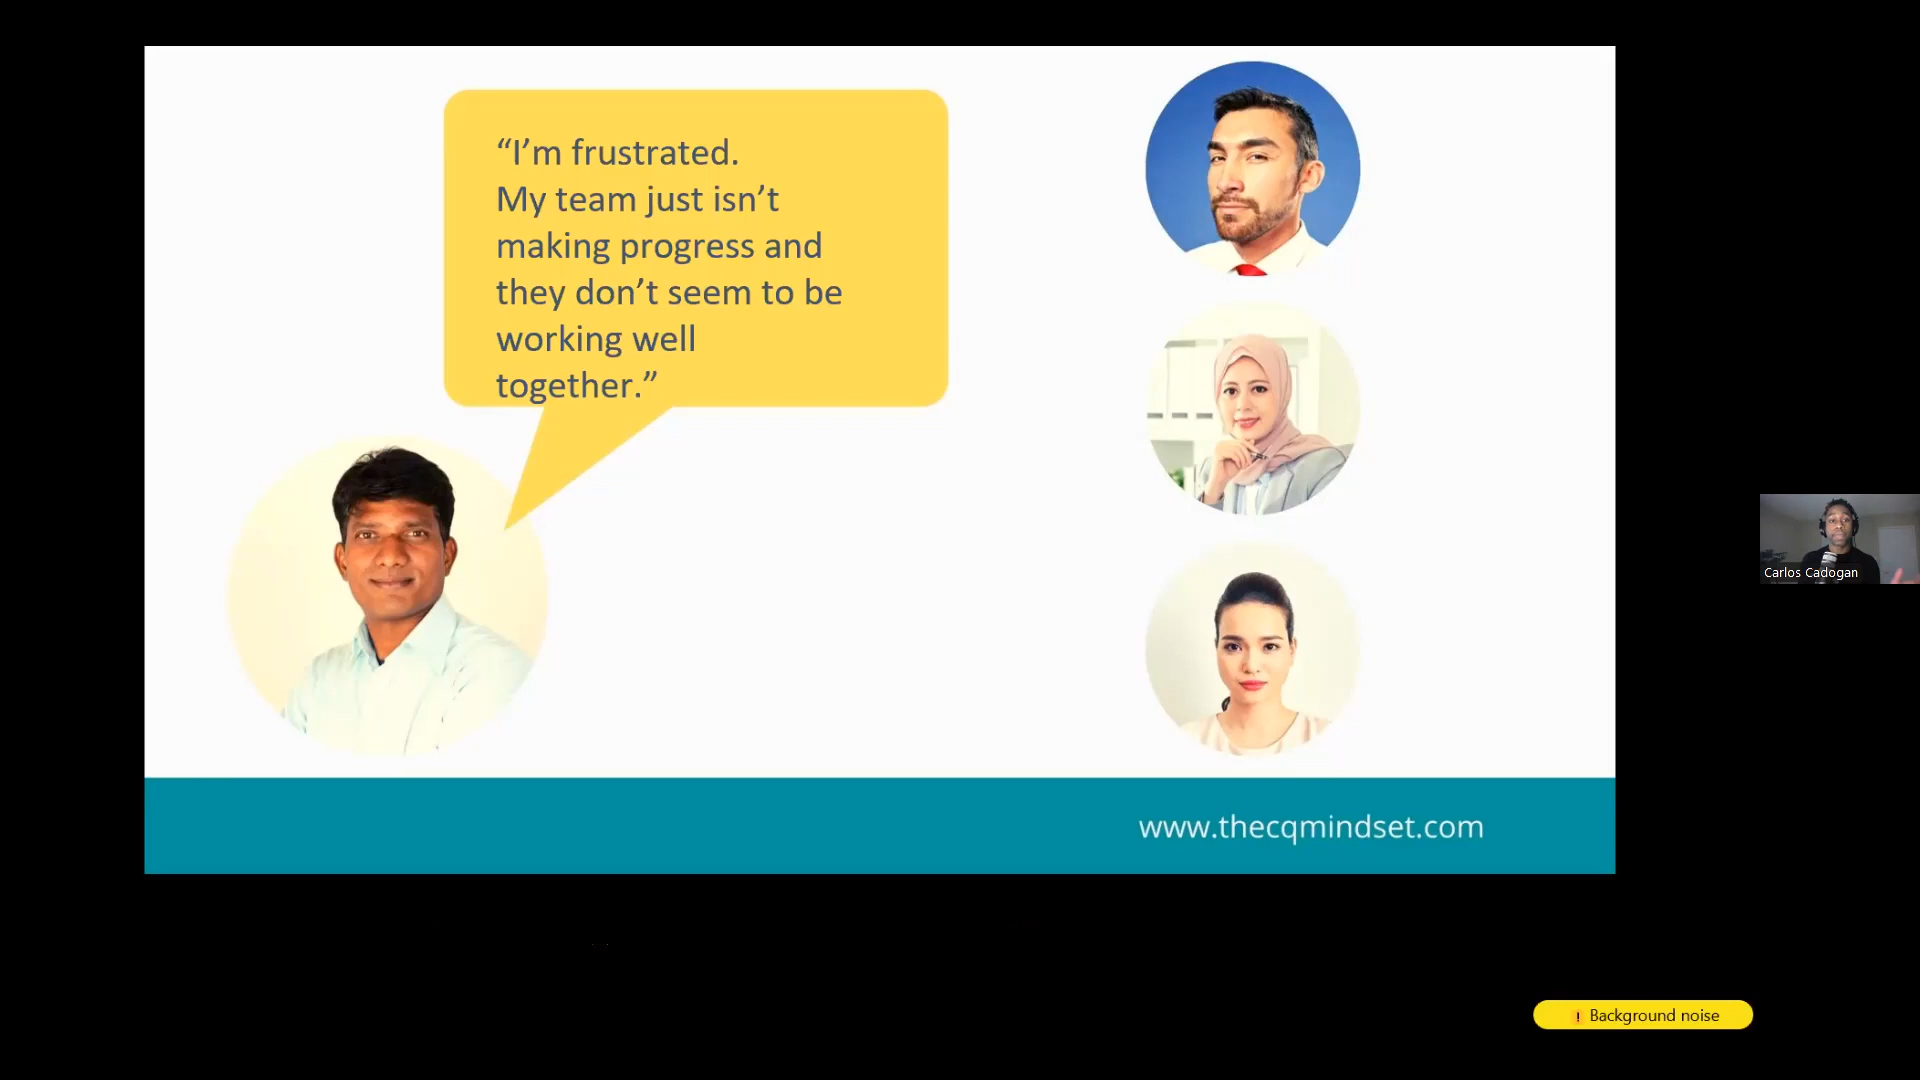 “I’m frustrated.
My team just isn’t
making progress and
they don’t seem to be
working well
together.”
Carlos Cadogan
www.thecqmindset.com
! Background noise